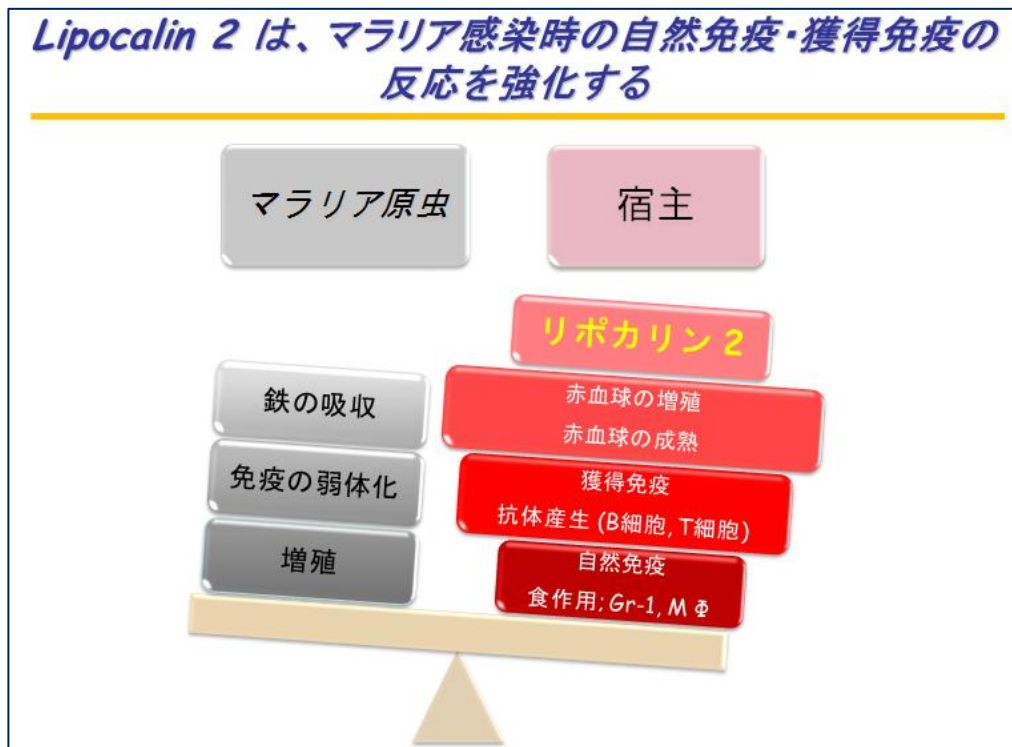 Lipocalin 2 は、マラリア感染時の自然免疫・獲得免疫の
反応を強化する
マラリア原虫
宿主
リポカリン 2
鉄の吸収
免疫の弱体化
増殖
赤血球の増殖
赤血球の成熟
獲得免疫
抗体産生 (B細胞, T細胞)
自然免疫
食作用; Gr-1, M Φ